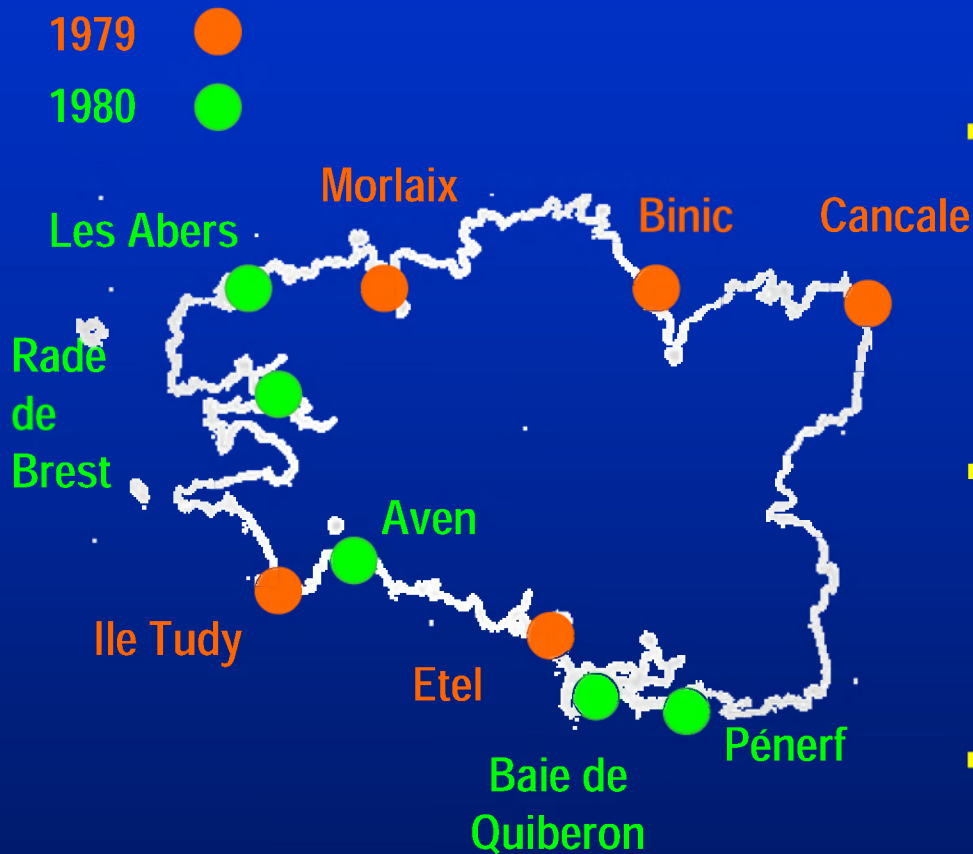 1979
1980
Morlaix
Binic
Cancale
Les Abers
Rade
de
Brest
Aven
Ile Tudy
Etel
Pénerf
Baie de
Quiberon